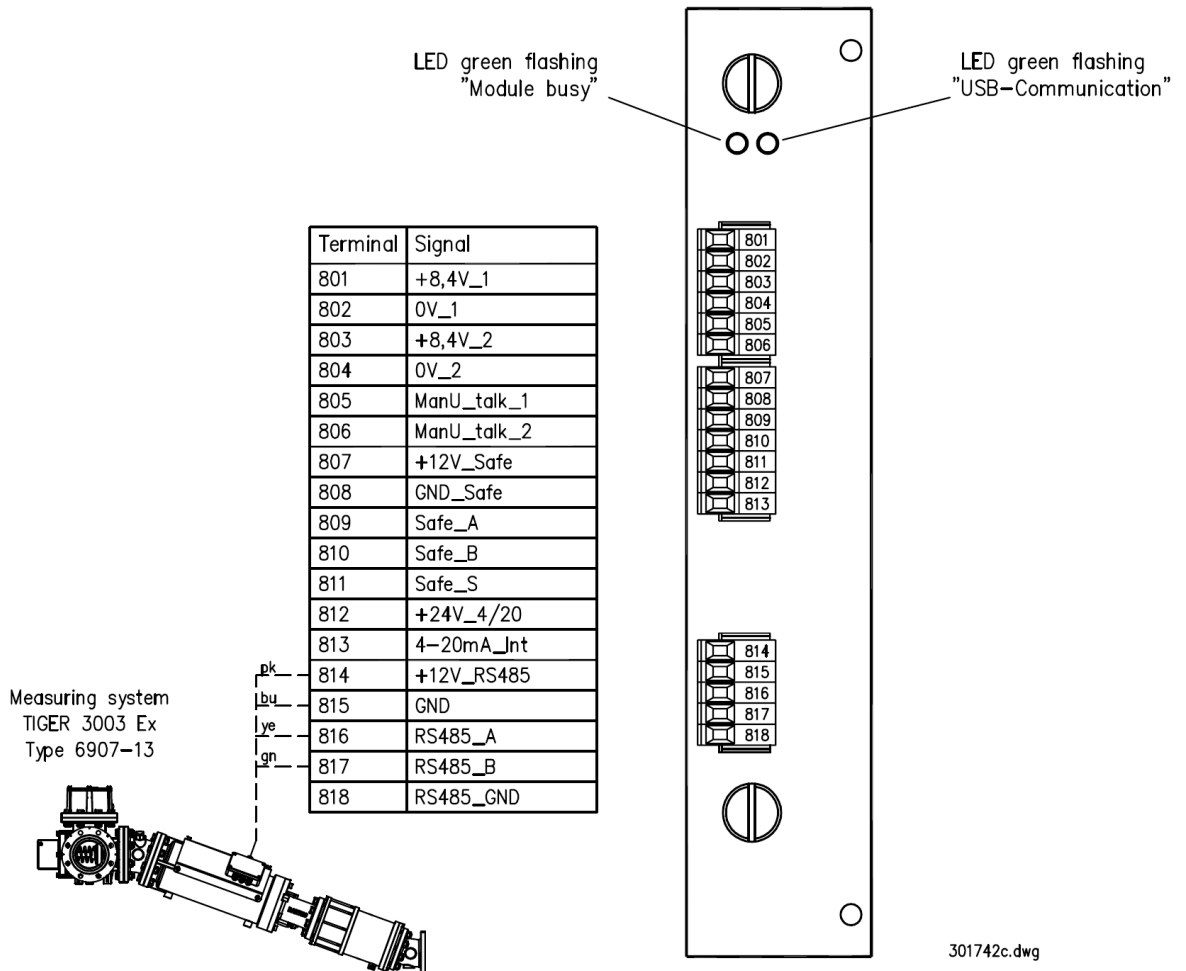 LED green flashing
"Module busy"
LED green flashing
"USB-Communication"
Terminal Signal
801 +8,4V_1
802 0V_1
803 +8,4V_2
804 0V_2
805 ManU_talk_1
806 ManU_talk_2
807 +12V_Safe
808 GND_Safe
809 Safe_A
810 Safe_B
811 Safe_S
812 +24V_4/20
813 4-20mA_Int
pk 814 +12V_RS485
bu 815 GND
ye 816 RS485_A
gn 817 RS485_B
818 RS485_GND
Measuring system
TIGER 3003 Ex
Type 6907-13
801
802
803
804
805
806
807
808
809
810
811
812
813
814
815
816
817
818
301742c.dwg